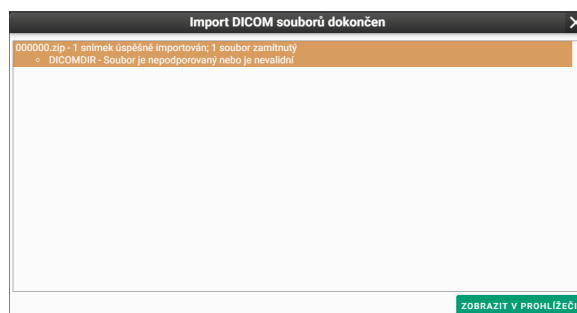 Import DICOM souborů dokončen
000000.zip - 1 snímek úspěšně importován; 1 soubor zamítnutý
DICOMDIR - Soubor je nepodporovaný nebo je nevalidní
ZOBRAZIT V PROHLÍŽEČI